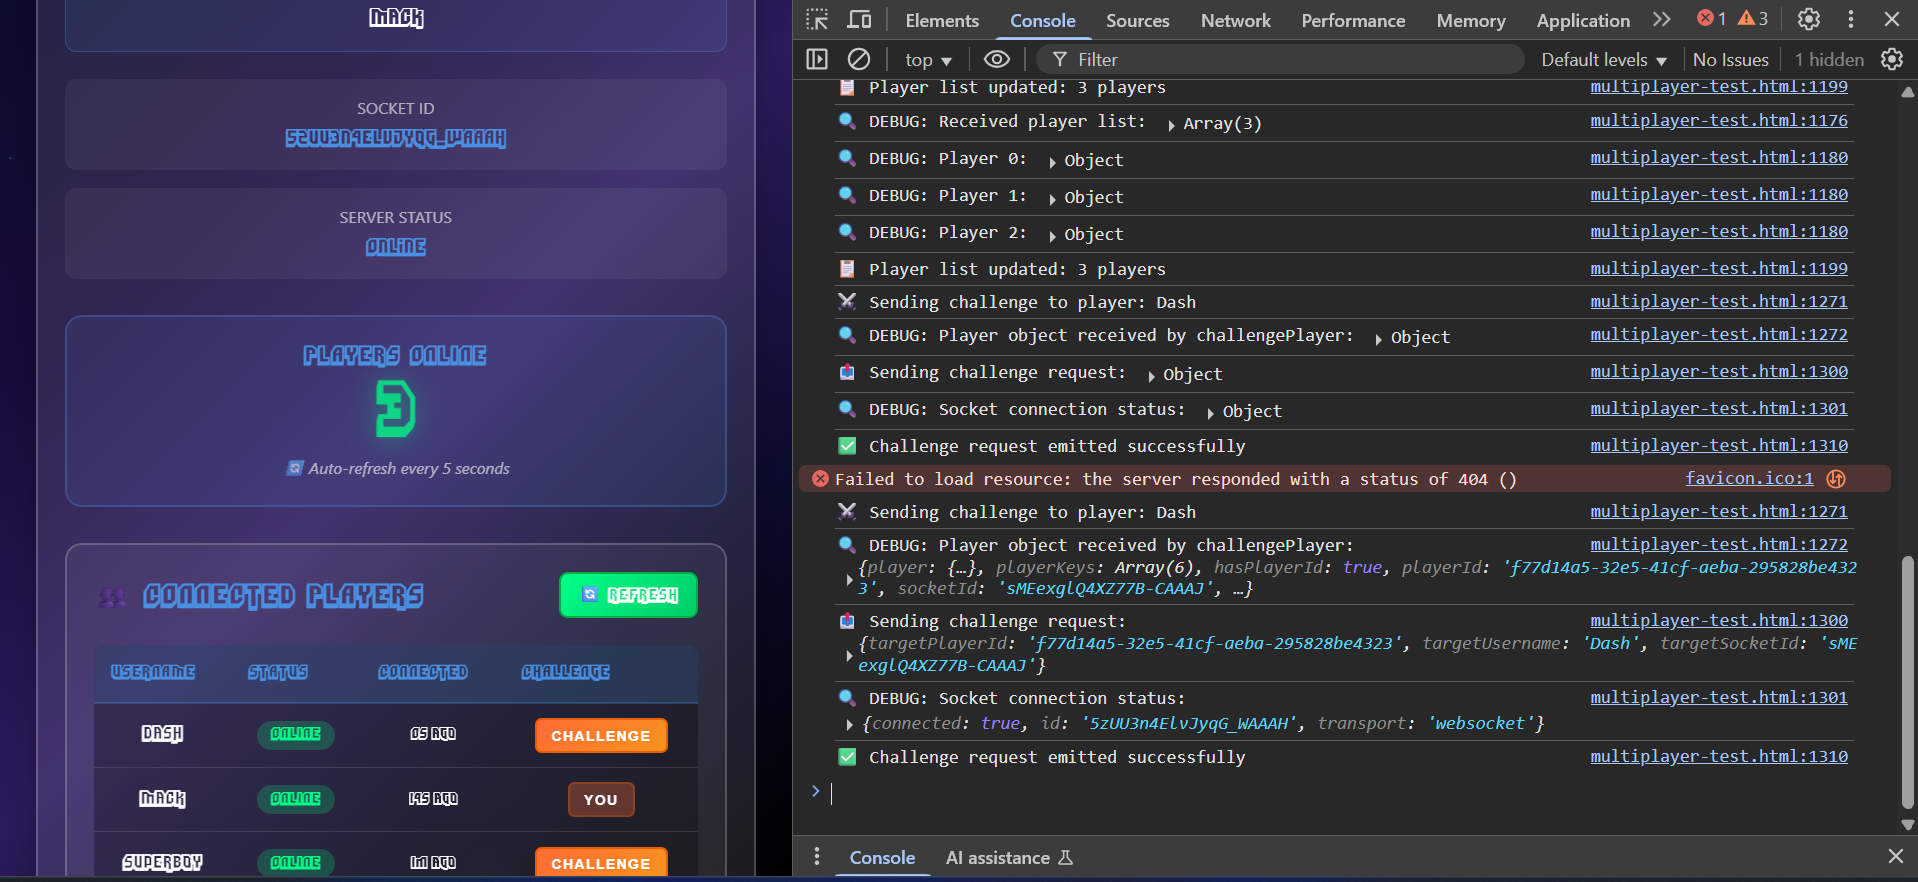 MACK
SOCKET ID
5ZUU3N4ELVJYQG_WAAAH
SERVER STATUS
ONLINE
PLAYERS ONLINE
3
Auto-refresh every 5 seconds
CONNECTED PLAYERS
REFRESH
USERNAME STATUS CONNECTED CHALLENGE
DASH ONLINE 0S AGO CHALLENGE
MACK ONLINE 14S AGO YOU
SUPERBOY ONLINE 1M AGO CHALLENGE
Elements Console Sources Network Performance Memory Application 1 3
top Filter Default levels No Issues 1 hidden
Player list updated: 3 players multiplayer-test.html:1199
DEBUG: Received player list: Array(3) multiplayer-test.html:1176
DEBUG: Player 0: Object multiplayer-test.html:1180
DEBUG: Player 1: Object multiplayer-test.html:1180
DEBUG: Player 2: Object multiplayer-test.html:1180
Player list updated: 3 players multiplayer-test.html:1199
Sending challenge to player: Dash multiplayer-test.html:1271
DEBUG: Player object received by challengePlayer: Object multiplayer-test.html:1272
Sending challenge request: Object multiplayer-test.html:1300
DEBUG: Socket connection status: Object multiplayer-test.html:1301
Challenge request emitted successfully multiplayer-test.html:1310
Failed to load resource: the server responded with a status of 404 () favicon.ico:1
Sending challenge to player: Dash multiplayer-test.html:1271
DEBUG: Player object received by challengePlayer: multiplayer-test.html:1272
{player: {…}, playerKeys: Array(6), hasPlayerId: true, playerId: 'f77d14a5-32e5-41cf-aeba-295828be432
3', socketId: 'sMEexglQ4XZ77B-CAAAJ', …}
Sending challenge request: multiplayer-test.html:1300
{targetPlayerId: 'f77d14a5-32e5-41cf-aeba-295828be4323', targetUsername: 'Dash', targetSocketId: 'sME
exglQ4XZ77B-CAAAJ'}
DEBUG: Socket connection status: multiplayer-test.html:1301
{connected: true, id: '5zUU3n4ElvJyqG_WAAAH', transport: 'websocket'}
Challenge request emitted successfully multiplayer-test.html:1310
Console AI assistance